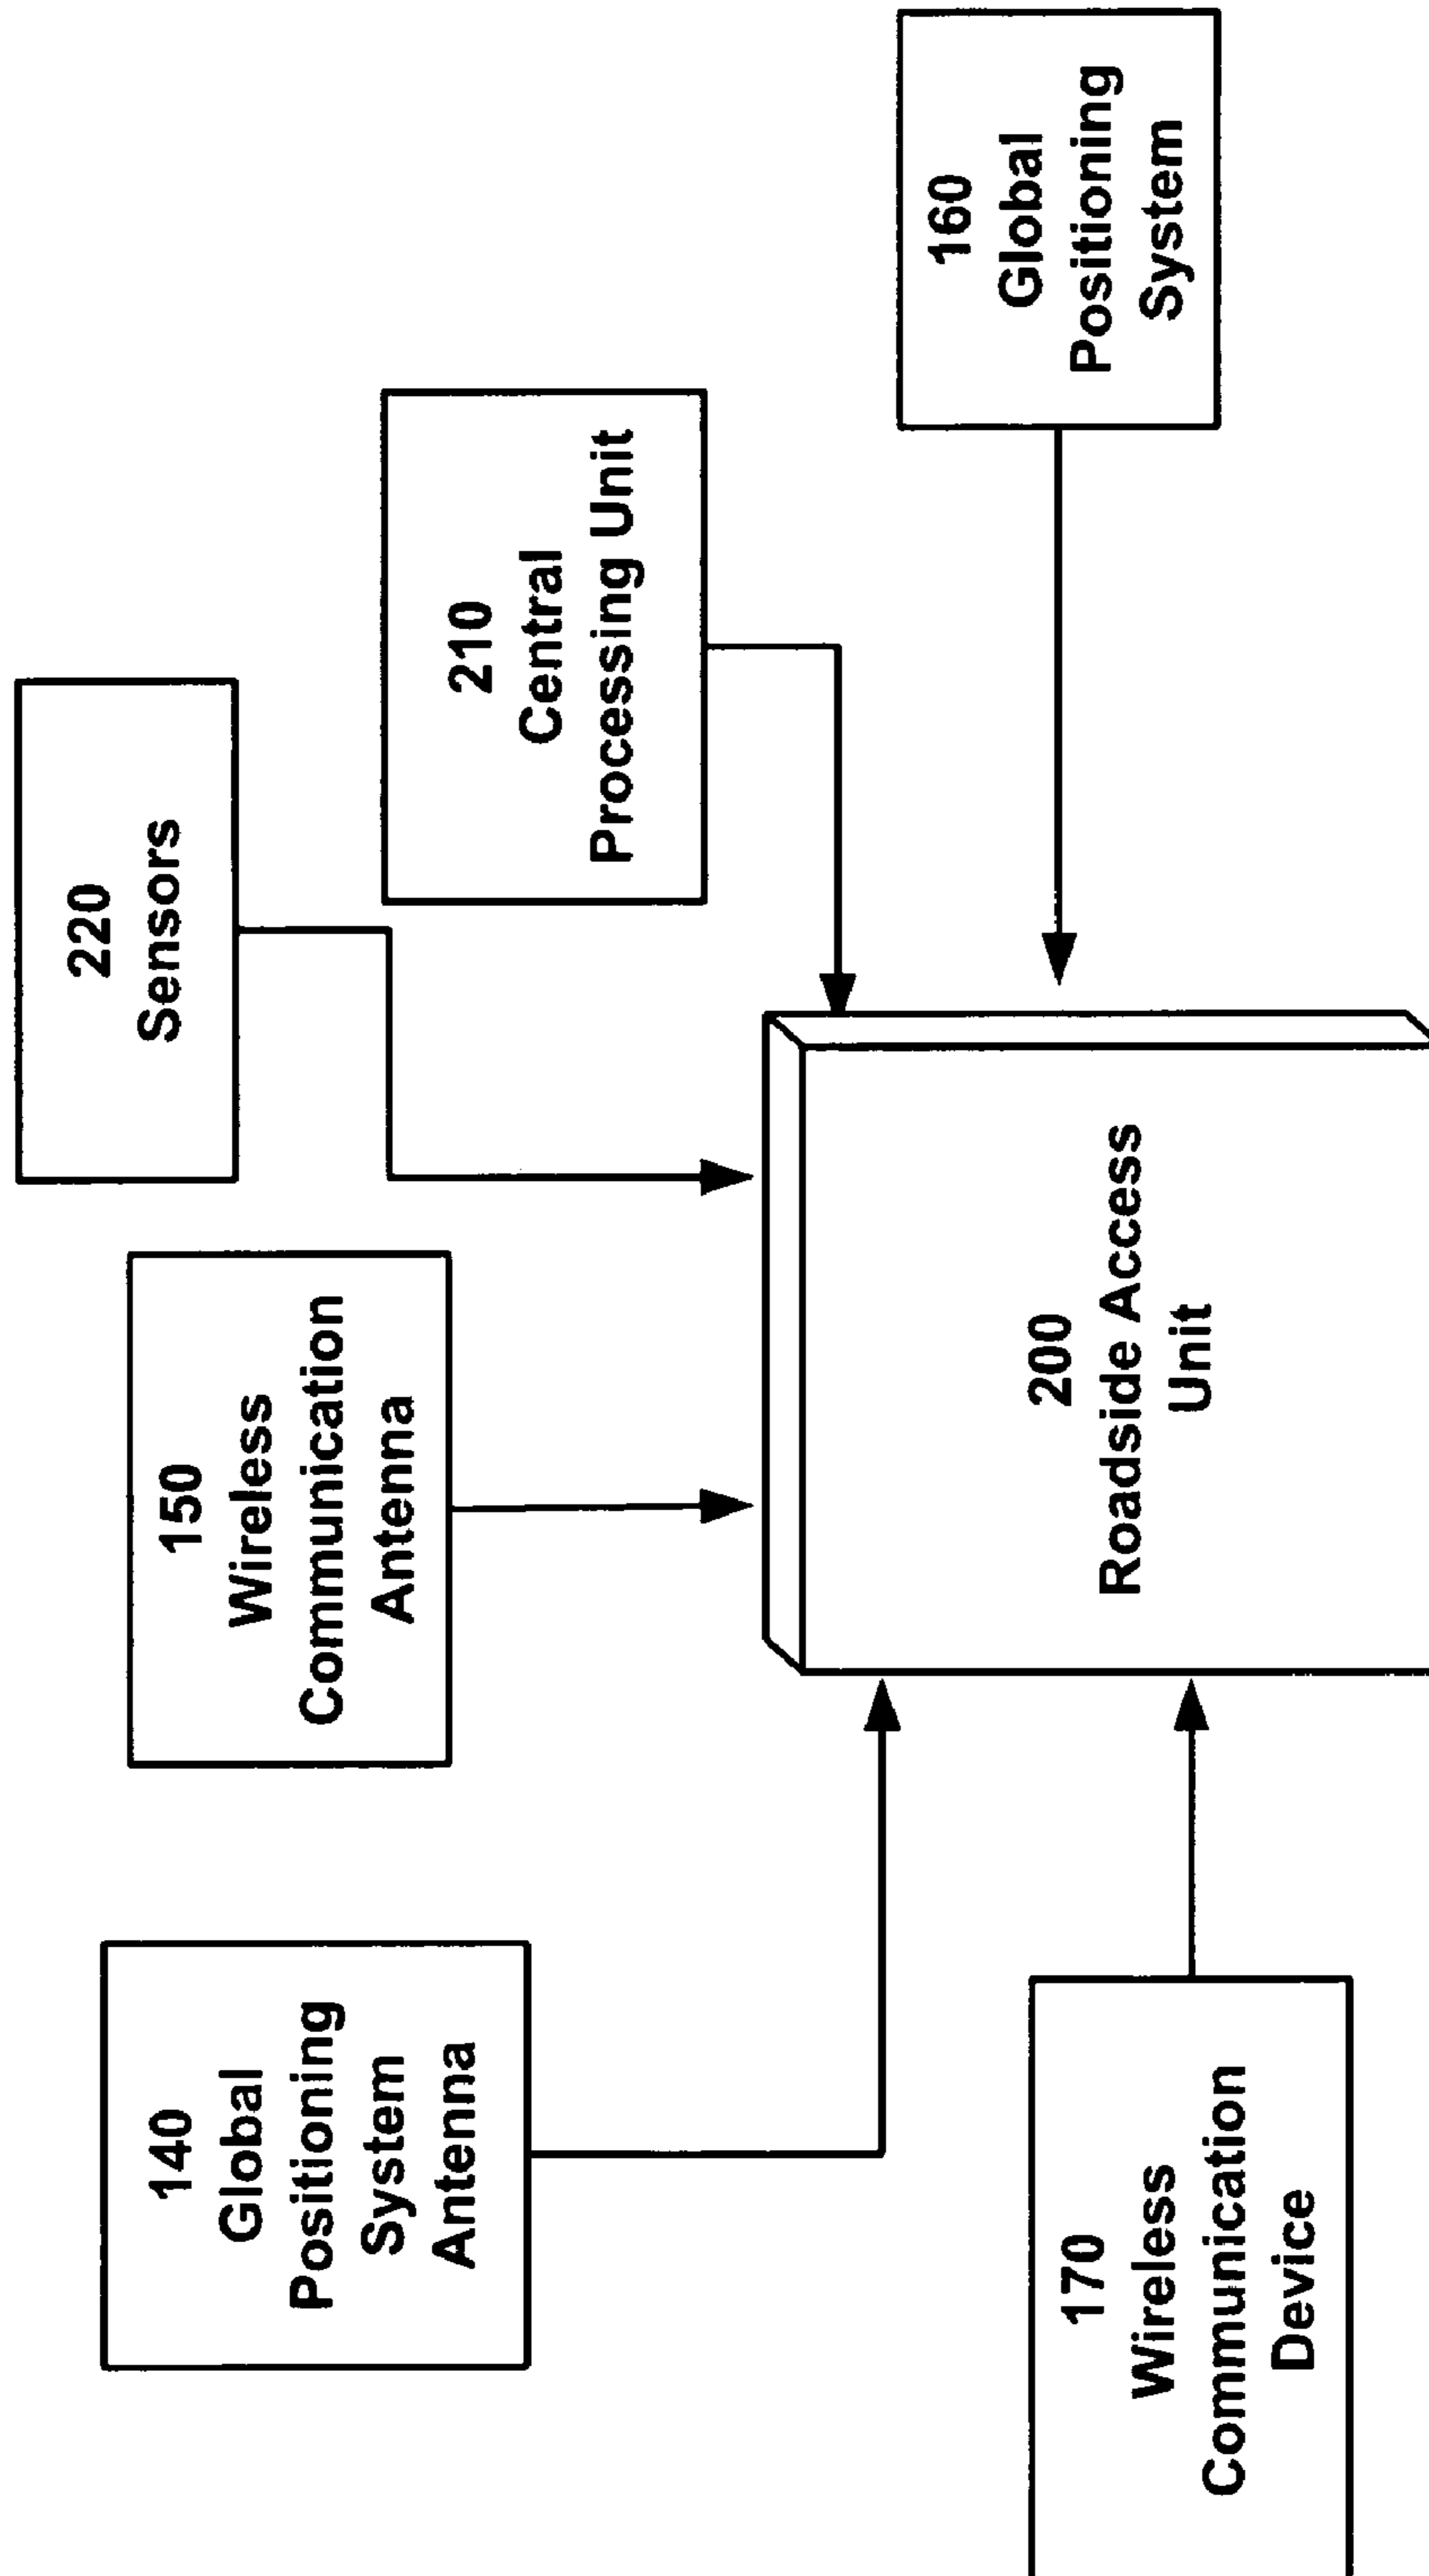 220
Sensors
150
Wireless
Communication
Antenna
140
Global
Positioning
System
Antenna
210
Central
Processing Unit
200
Roadside Access
Unit
170
Wireless
Communication
Device
160
Global
Positioning
System